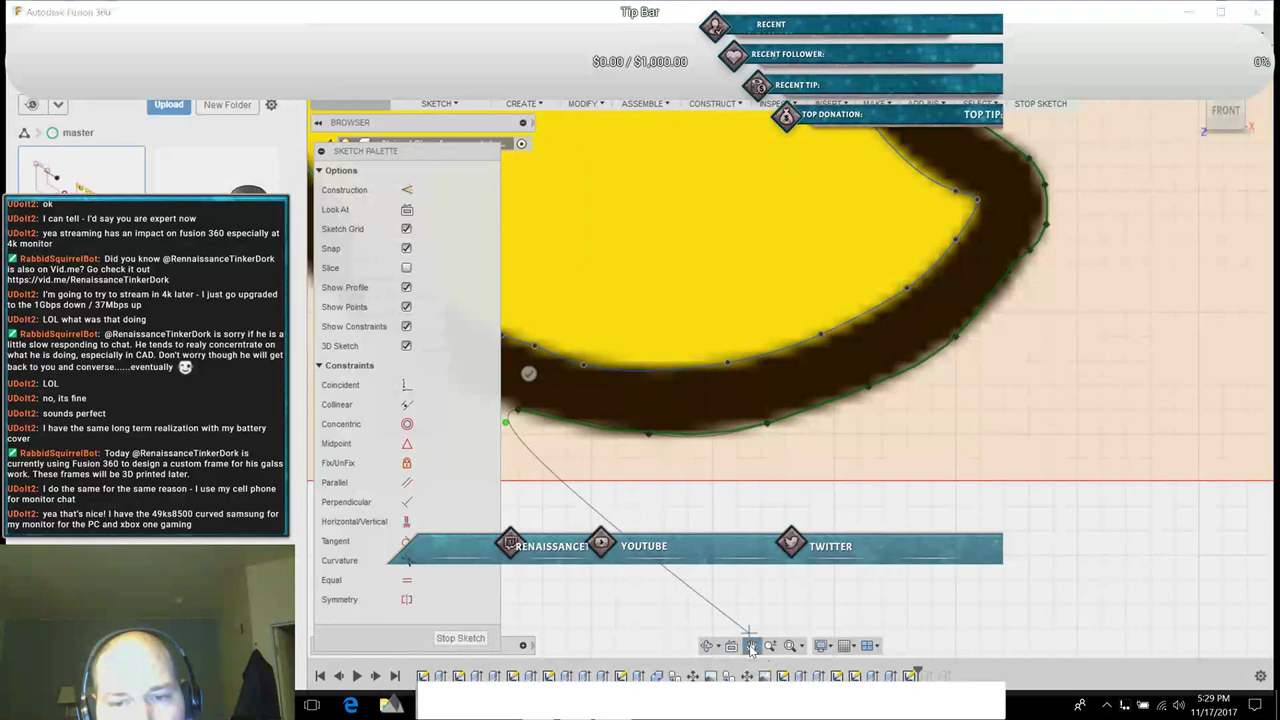 Autodesk Fusion 360
Tip Bar
RECENT
$0.00 / $1,000.00
RECENT FOLLOWER:
0%
RECENT TIP:
Upload
New Folder
SKETCH
CREATE
MODIFY
ASSEMBLE
CONSTRUCT
INSPECT
INSERT
MAKE
ADD-INS
SELECT
STOP SKETCH
TOP DONATION:
TOP TIP:
FRONT
Z
X
BROWSER
master
SKETCH PALETTE
Options
Construction
Look At
Sketch Grid
Snap
Slice
Show Profile
Show Points
Show Constraints
3D Sketch
Constraints
Coincident
Collinear
Concentric
Midpoint
Fix/UnFix
Parallel
Perpendicular
Horizontal/Vertical
Tangent
Curvature
Equal
Symmetry
Stop Sketch
UDoIt2: ok
UDoIt2: I can tell - I'd say you are expert now
UDoIt2: yea streaming has an impact on fusion 360 especially at
4k monitor
RabbidSquirrelBot: Did you know @RennaissanceTinkerDork
is also on Vid.me? Go check it out
https://vid.me/RenaissanceTinkerDork
UDoIt2: I'm going to try to stream in 4k later - I just go upgraded
to the 1Gbps down / 37Mbps up
UDoIt2: LOL what was that doing
RabbidSquirrelBot: @RenaissanceTinkerDork is sorry if he is a
little slow responding to chat. He tends to realy concerntrate on
what he is doing, especially in CAD. Don't worry though he will get
back to you and converse......eventually
UDoIt2: LOL
UDoIt2: no, its fine
UDoIt2: sounds perfect
UDoIt2: I have the same long term realization with my battery
cover
RabbidSquirrelBot: Today @RenaissanceTinkerDork is
currently using Fusion 360 to design a custom frame for his galss
work. These frames will be 3D printed later.
UDoIt2: I do the same for the same reason - I use my cell phone
for monitor chat
UDoIt2: yea that's nice! I have the 49ks8500 curved samsung for
my monitor for the PC and xbox one gaming
RENAISSANCET
YOUTUBE
TWITTER
5:29 PM
11/17/2017